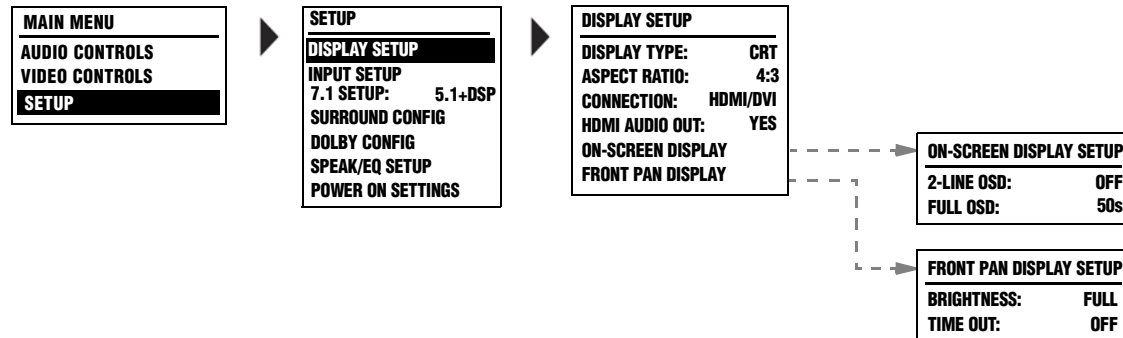 MAIN MENU
AUDIO CONTROLS
VIDEO CONTROLS
SETUP
SETUP
DISPLAY SETUP
INPUT SETUP
7.1 SETUP: 5.1+DSP
SURROUND CONFIG
DOLBY CONFIG
SPEAK/EQ SETUP
POWER ON SETTINGS
DISPLAY SETUP
DISPLAY TYPE: CRT
ASPECT RATIO: 4:3
CONNECTION: HDMI/DVI
HDMI AUDIO OUT: YES
ON-SCREEN DISPLAY
FRONT PAN DISPLAY
ON-SCREEN DISPLAY SETUP
2-LINE OSD: OFF
FULL OSD: 50s
FRONT PAN DISPLAY SETUP
BRIGHTNESS: FULL
TIME OUT: OFF